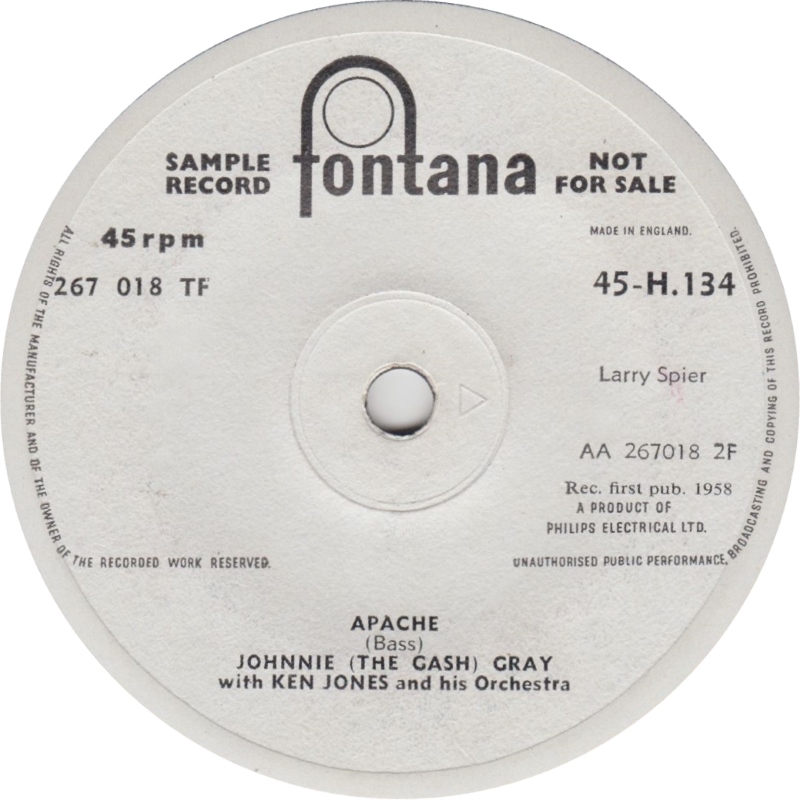 fontana
SAMPLE
RECORD
NOT
FOR SALE
45 rpm
MADE IN ENGLAND.
267 018 TF
45-H.134
Larry Spier
AA 267018 2F
Rec. first pub. 1958
A PRODUCT OF
PHILIPS ELECTRICAL LTD.
ALL RIGHTS OF THE MANUFACTURER AND OF THE OWNER OF THE RECORDED WORK RESERVED.
UNAUTHORISED PUBLIC PERFORMANCE, BROADCASTING AND COPYING OF THIS RECORD PROHIBITED.
APACHE
(Bass)
JOHNNIE (THE GASH) GRAY
with KEN JONES and his Orchestra